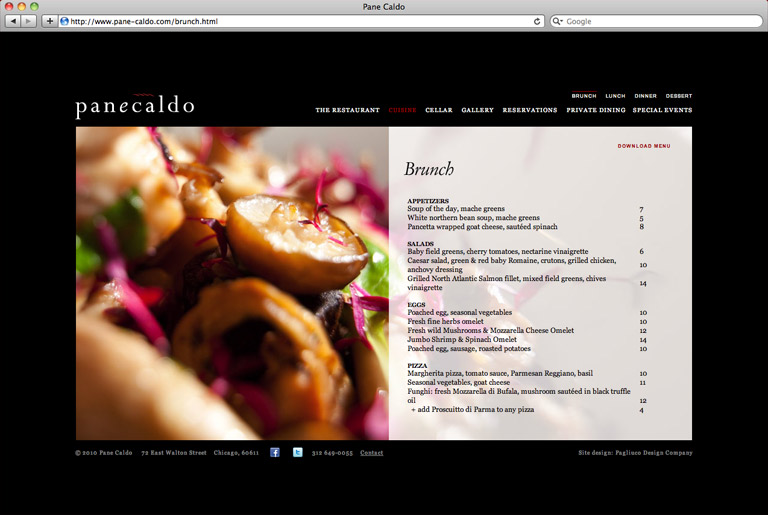 Pane Caldo
http://www.pane-caldo.com/brunch.html
Google
BRUNCH LUNCH DINNER DESSERT
panecaldo
THE RESTAURANT CUISINE CELLAR GALLERY RESERVATIONS PRIVATE DINING SPECIAL EVENTS
DOWNLOAD MENU
Brunch
APPETIZERS
Soup of the day, mache greens 7
White northern bean soup, mache greens 5
Pancetta wrapped goat cheese, sautéed spinach 8
SALADS
Baby field greens, cherry tomatoes, nectarine vinaigrette 6
Caesar salad, green & red baby Romaine, crutons, grilled chicken,
anchovy dressing 10
Grilled North Atlantic Salmon fillet, mixed field greens, chives
vinaigrette 14
EGGS
Poached egg, seasonal vegetables 10
Fresh fine herbs omelet 10
Fresh wild Mushrooms & Mozzarella Cheese Omelet 12
Jumbo Shrimp & Spinach Omelet 14
Poached egg, sausage, roasted potatoes 10
PIZZA
Margherita pizza, tomato sauce, Parmesan Reggiano, basil 10
Seasonal vegetables, goat cheese 11
Funghi: fresh Mozzarella di Bufala, mushroom sautéed in black truffle
oil 12
+ add Proscuitto di Parma to any pizza 4
© 2010 Pane Caldo 72 East Walton Street Chicago, 60611 312 649-0055 Contact Site design: Pagliuco Design Company